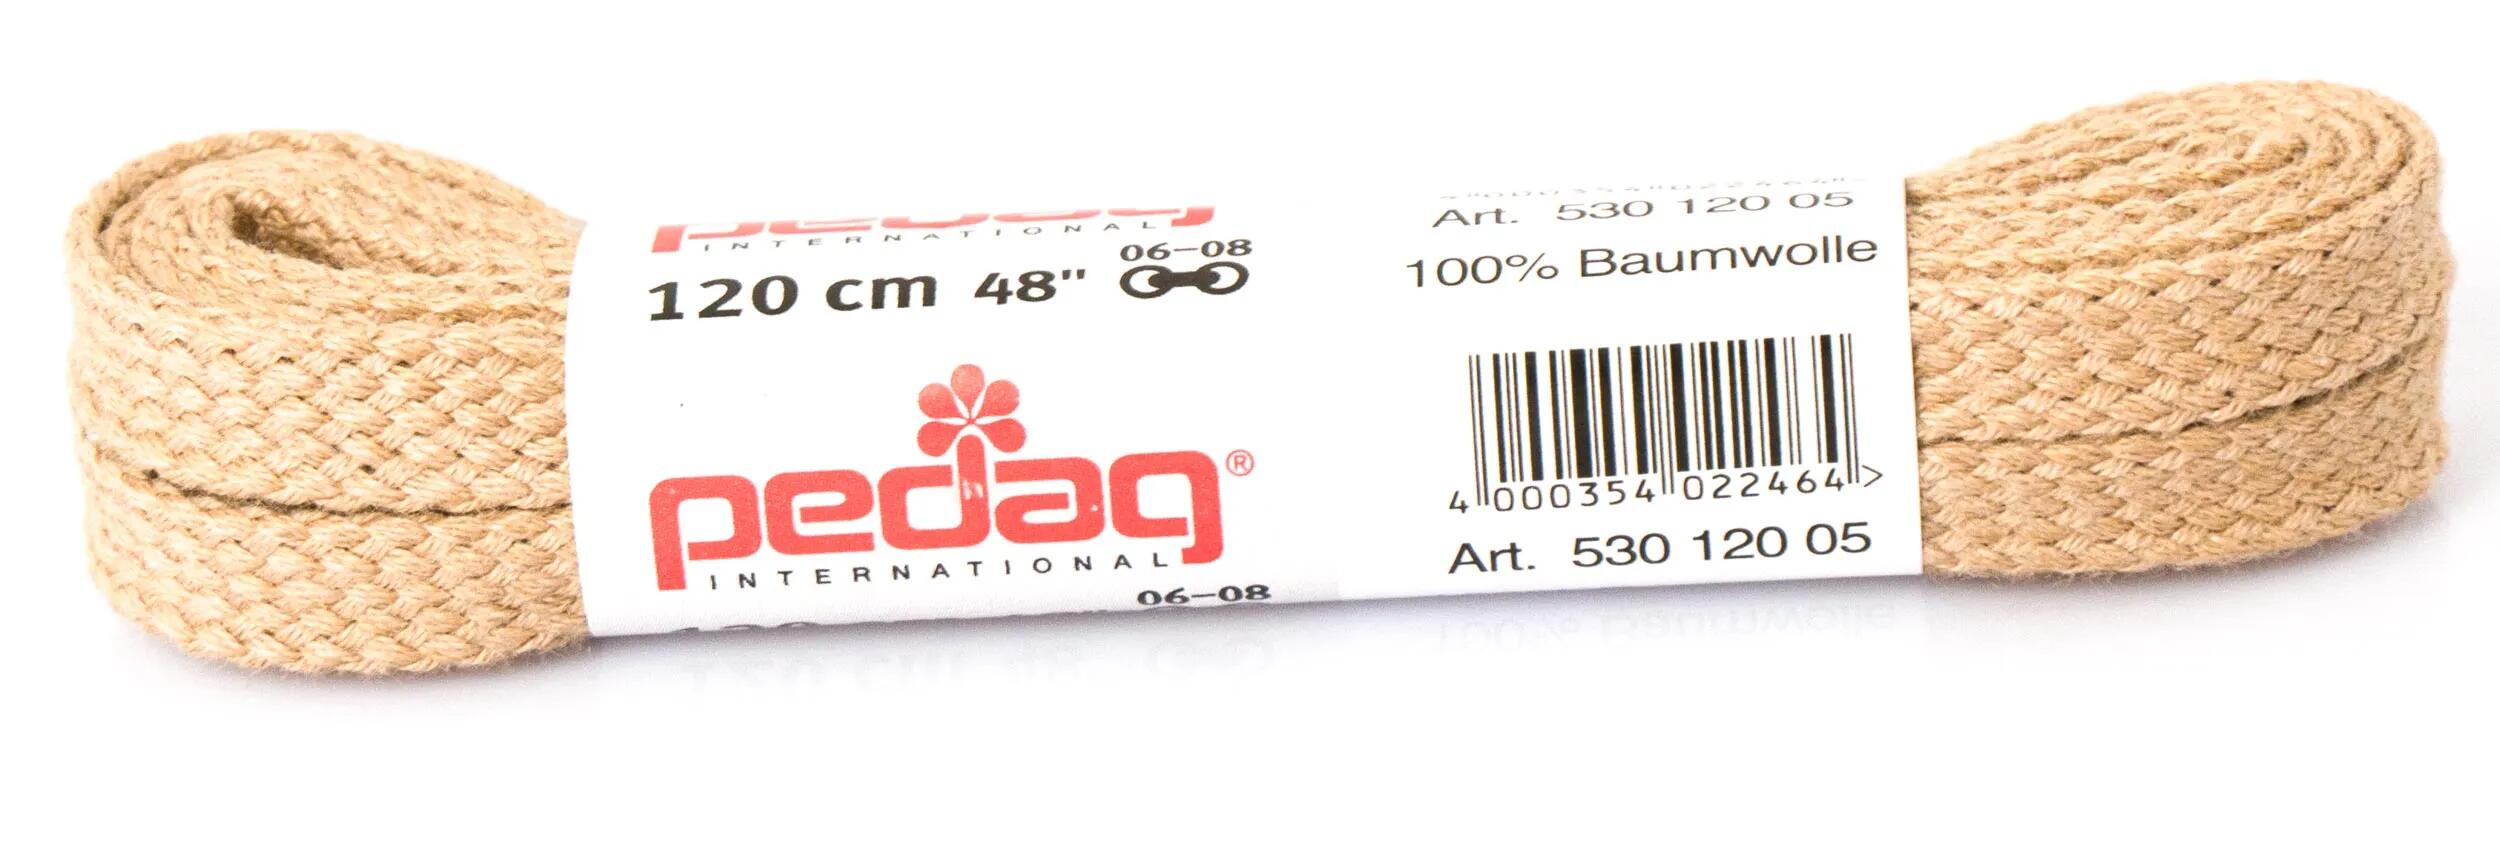 pedag
INTERNATIONAL
06-08
120 cm 48"
pedag®
INTERNATIONAL
06-08
Art. 530 120 05
100% Baumwolle
4 000354 022464 >
Art. 530 120 05